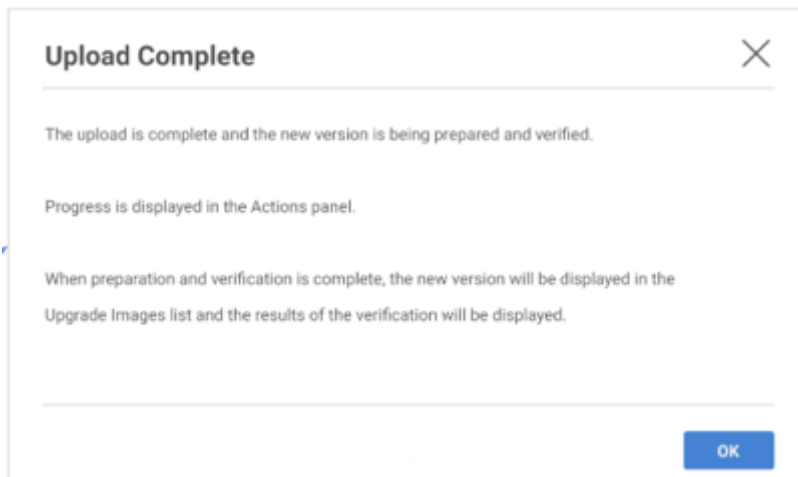 Upload Complete
The upload is complete and the new version is being prepared and verified.
Progress is displayed in the Actions panel.
When preparation and verification is complete, the new version will be displayed in the
Upgrade Images list and the results of the verification will be displayed.
OK